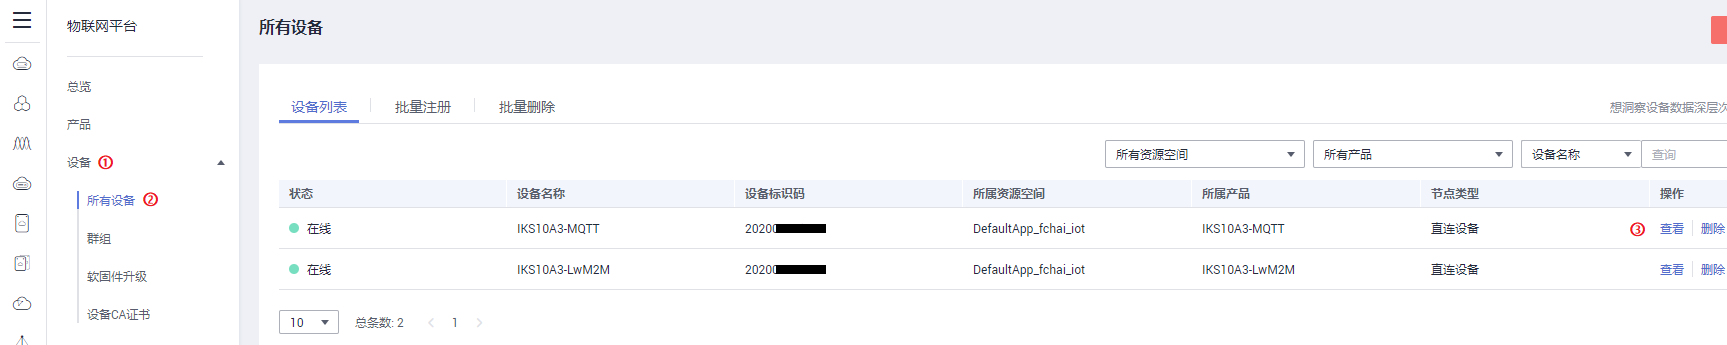 物联网平台
总览
产品
设备 ①
所有设备 ②
群组
软固件升级
设备CA证书
所有设备
设备列表 批量注册 批量删除
想洞察设备数据深层次
所有资源空间 所有产品 设备名称 查询
状态 设备名称 设备标识码 所属资源空间 所属产品 节点类型 操作
在线 IKS10A3-MQTT 2020 DefaultApp_fchai_iot IKS10A3-MQTT 直连设备 ③ 查看 删除
在线 IKS10A3-LwM2M 2020 DefaultApp_fchai_iot IKS10A3-LwM2M 直连设备 查看 删除
10 总条数: 2 < 1 >